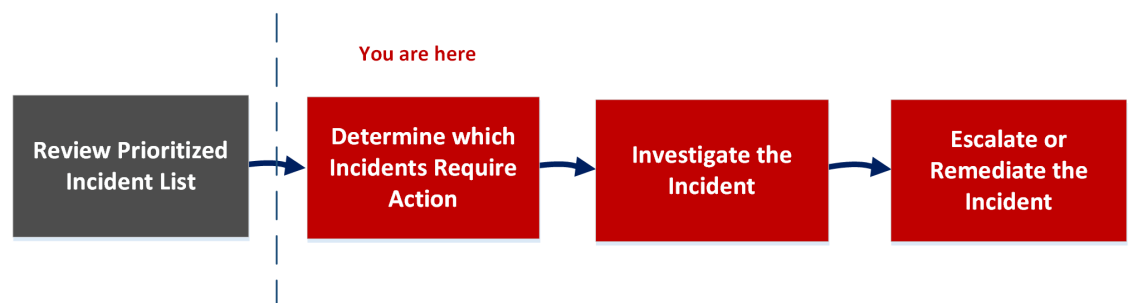 You are here
Review Prioritized
Incident List
Determine which
Incidents Require
Action
Investigate the
Incident
Escalate or
Remediate the
Incident